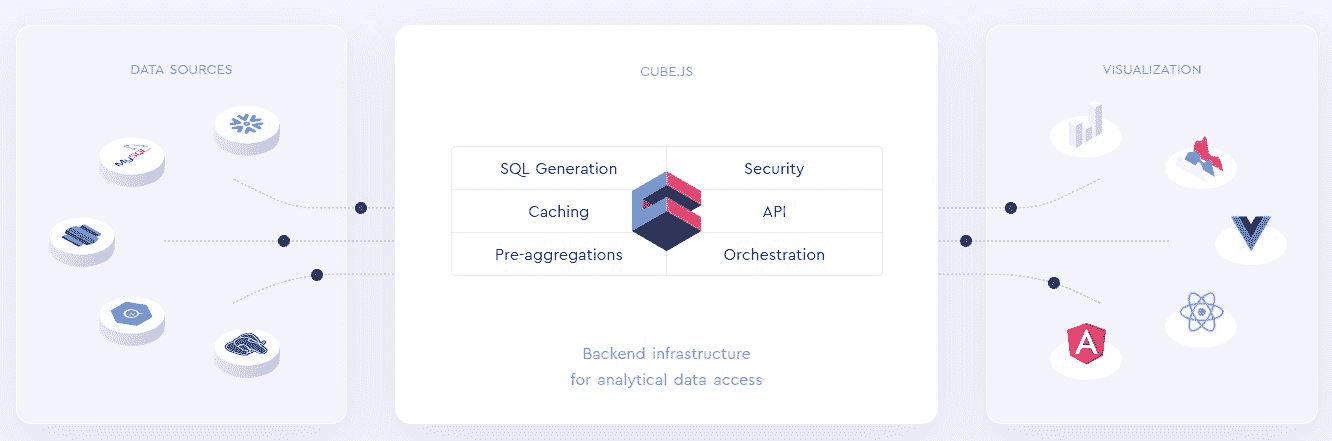 DATA SOURCES
MySQL
CUBE.JS
SQL Generation
Security
Caching
API
Pre-aggregations
Orchestration
Backend infrastructure
for analytical data access
VISUALIZATION
A